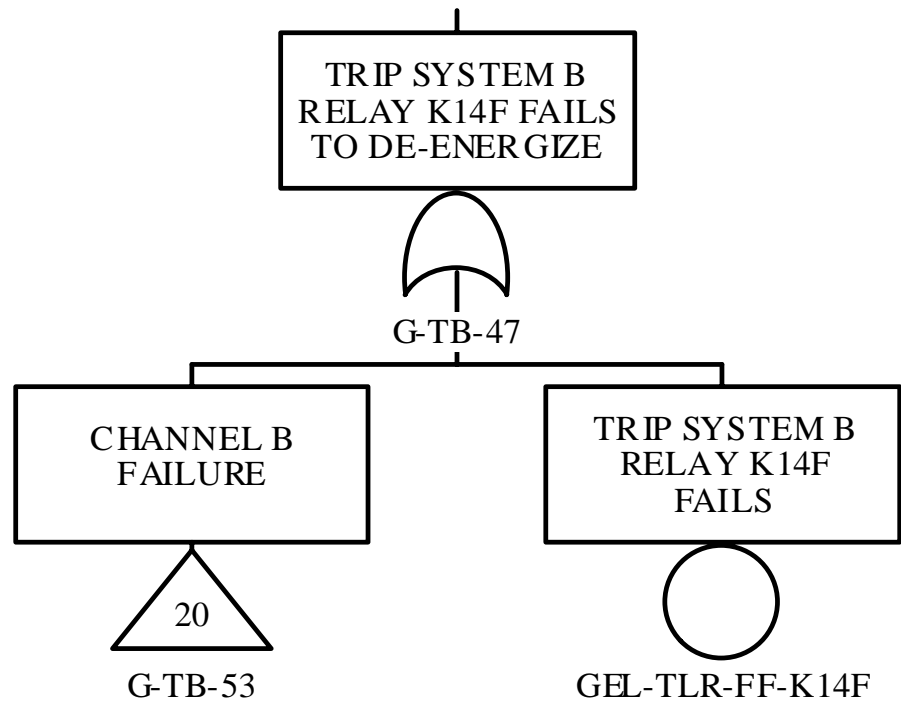 TRIP SYSTEM B
RELAY K14F FAILS
TO DE-ENERGIZE
G-TB-47
CHANNEL B
FAILURE
20
G-TB-53
TRIP SYSTEM B
RELAY K14F
FAILS
GEL-TLR-FF-K14F